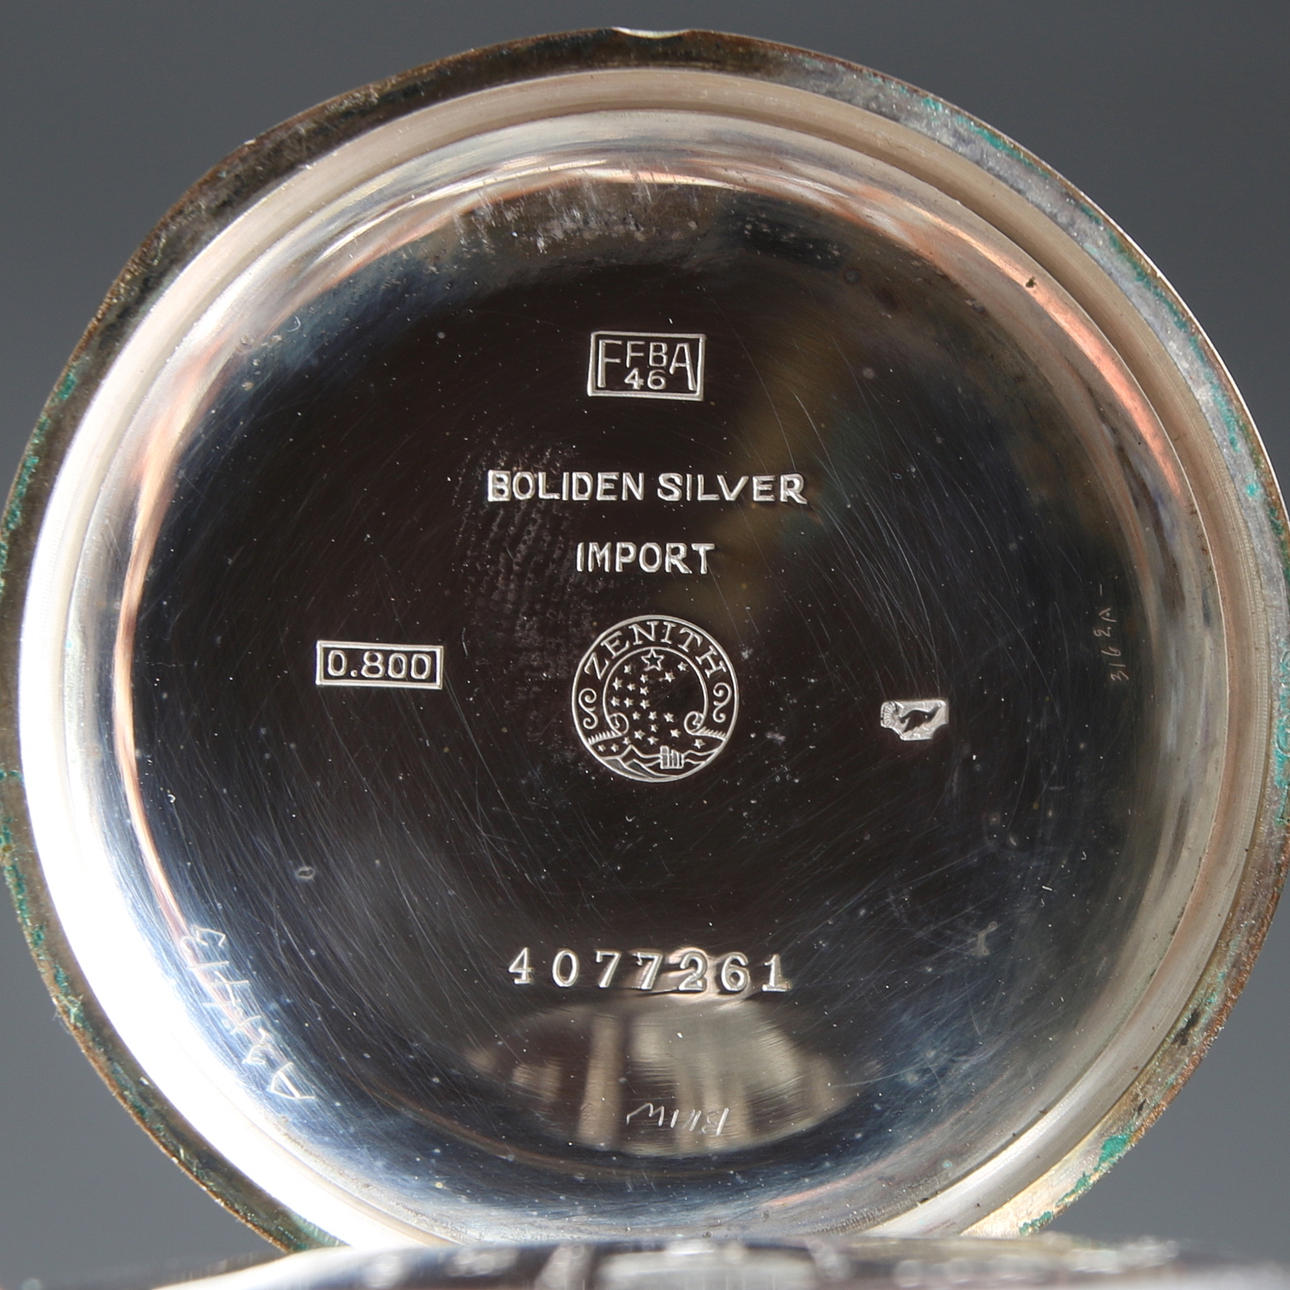 FFBA
46
BOLIDEN SILVER
IMPORT
ZENITH
0.800
4077261